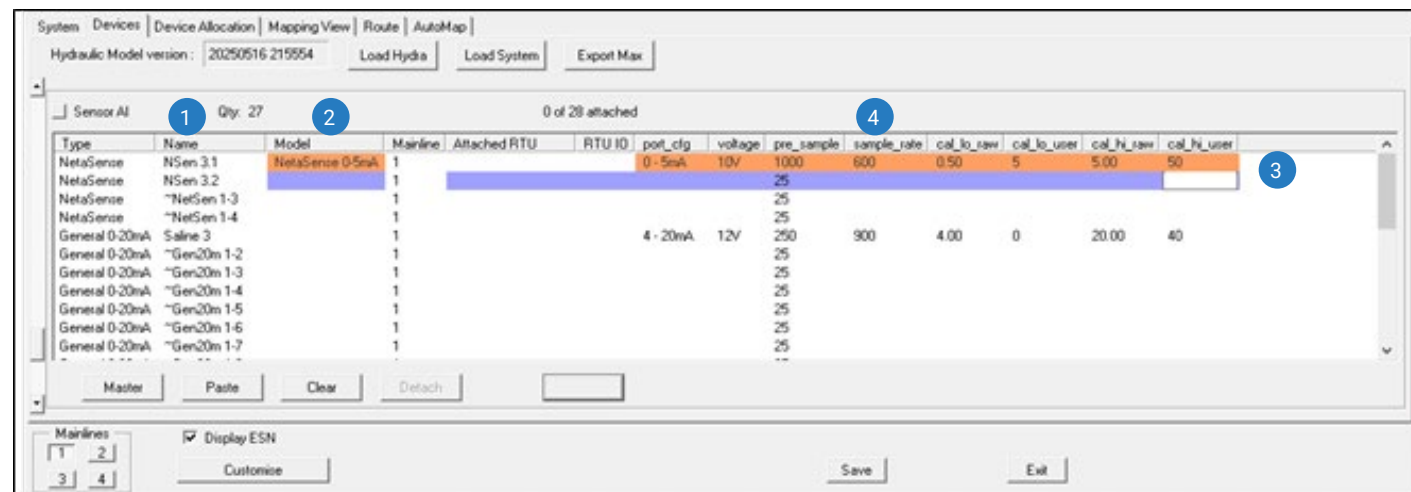 System Devices Device Allocation Mapping View Route AutoMap
Hydraulic Model version : 20250516 215554 Load Hydra Load System Export Max
Sensor AI 1 Qty: 27 2 0 of 28 attached 4
Type Name Model Mainline Attached RTU RTU IO port_cfg voltage pre_sample sample_rate cal_lo_raw cal_lo_user cal_hi_raw cal_hi_user
NetaSense NSen 3.1 NetaSense 0-5mA 1 0 - 5mA 10V 1000 600 0.50 5 5.00 50
3
NetaSense NSen 3.2 1 25
NetaSense ~NetSen 1-3 1 25
NetaSense ~NetSen 1-4 1 25
General 0-20mA Saline 3 1 4 - 20mA 12V 250 900 4.00 0 20.00 40
General 0-20mA ~Gen20m 1-2 1 25
General 0-20mA ~Gen20m 1-3 1 25
General 0-20mA ~Gen20m 1-4 1 25
General 0-20mA ~Gen20m 1-5 1 25
General 0-20mA ~Gen20m 1-6 1 25
General 0-20mA ~Gen20m 1-7 1 25
Master Paste Clear Detach
Mainlines Display ESN
1 2
Customise Save Exit
3 4